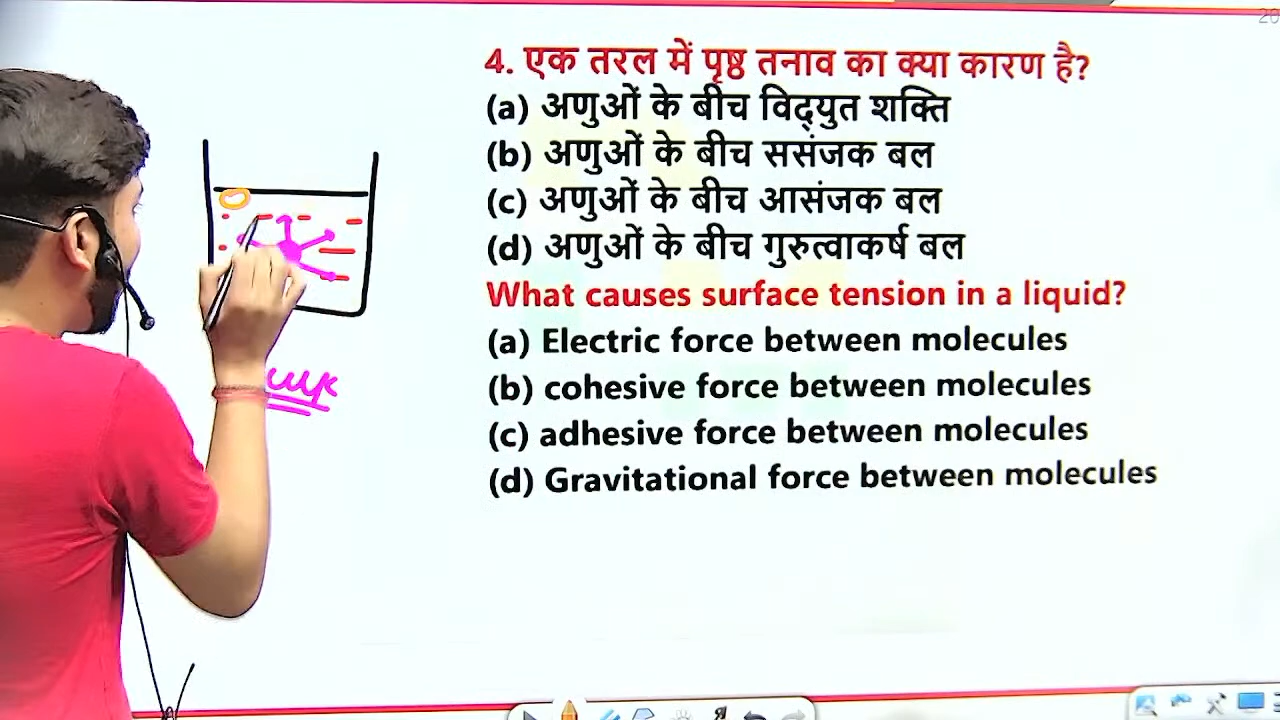 4. एक तरल में पृष्ठ तनाव का क्या कारण है?
(a) अणुओं के बीच विद्युत शक्ति
(b) अणुओं के बीच ससंजक बल
(c) अणुओं के बीच आसंजक बल
(d) अणुओं के बीच गुरुत्वाकर्ष बल
What causes surface tension in a liquid?
(a) Electric force between molecules
(b) cohesive force between molecules
(c) adhesive force between molecules
(d) Gravitational force between molecules